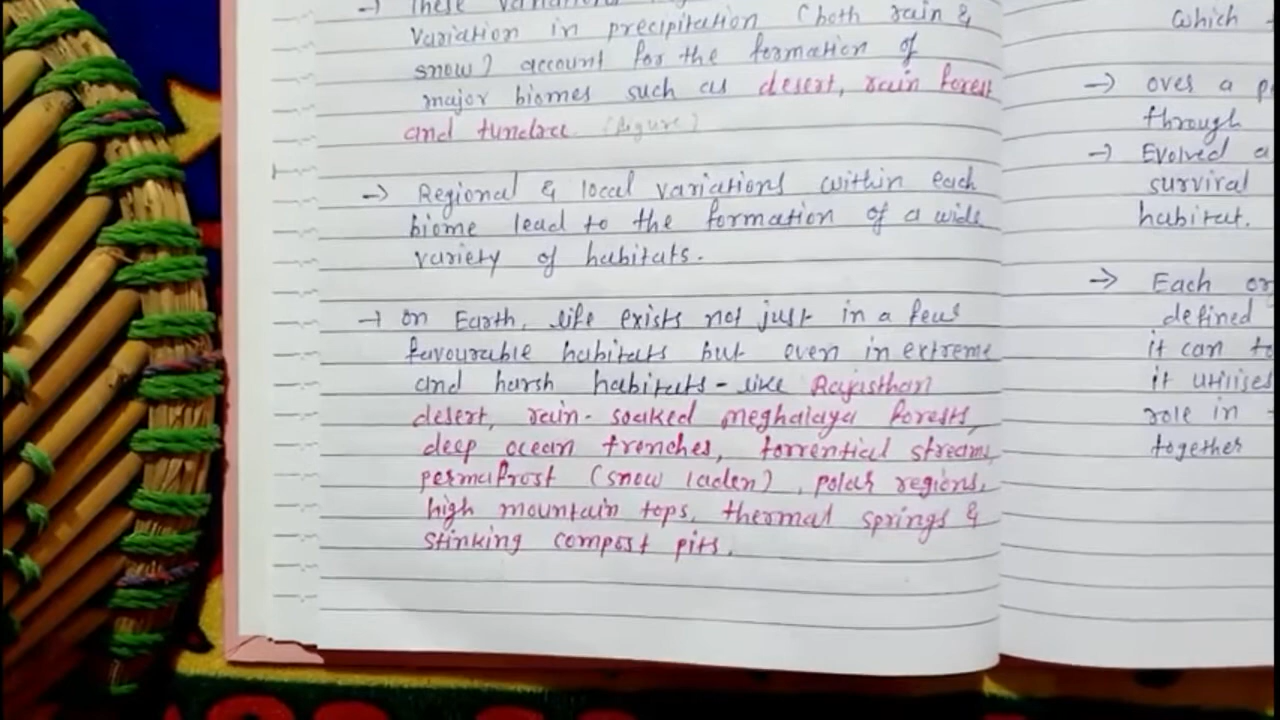 → These variations
variation in precipitation (both rain &
snow) account for the formation of
major biomes such as desert, rain forest
and tundra (figure)
→ Regional & local variations within each
biome lead to the formation of a wide
variety of habitats.
→ On Earth, life exists not just in a few
favourable habitats but even in extreme
and harsh habitats - like Rajasthan
desert, rain-soaked meghalaya forests,
deep ocean trenches, torrential streams,
permafrost (snow laden), polar regions,
high mountain tops, thermal springs &
stinking compost pits.
which
→ over a p
through
→ Evolved a
survival
habitat.
→ Each or
defined
it can to
it utilises
role in
together